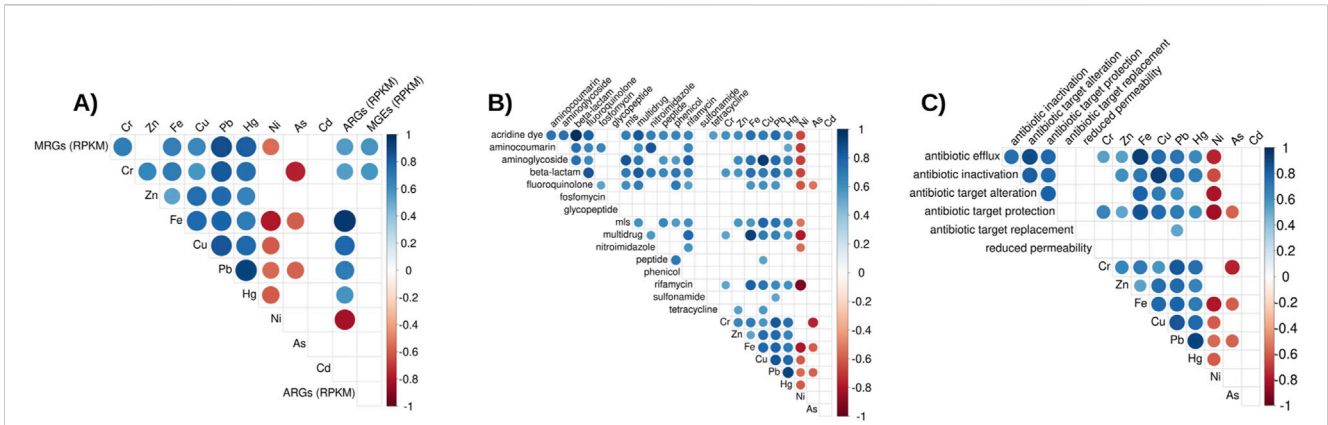 A)
Cr
Zn
Fe
Cu
Pb
Hg
Ni
As
Cd
ARGs (RPKM)
MGEs (RPKM)
MRGs (RPKM)
Cr
Zn
Fe
Cu
Pb
Hg
Ni
As
Cd
ARGs (RPKM)
1
0.8
0.6
0.4
0.2
0
-0.2
-0.4
-0.6
-0.8
-1
B)
aminocoumarin
aminoglycoside
beta-lactam
fluoroquinolone
fosfomycin
glycopeptide
mls
multidrug
nitroimidazole
peptide
phenicol
rifamycin
sulfonamide
tetracycline
Cr
Zn
Fe
Cu
Pb
Hg
Ni
As
Cd
acridine dye
aminocoumarin
aminoglycoside
beta-lactam
fluoroquinolone
fosfomycin
glycopeptide
mls
multidrug
nitroimidazole
peptide
phenicol
rifamycin
sulfonamide
tetracycline
Cr
Zn
Fe
Cu
Pb
Hg
Ni
As
1
0.8
0.6
0.4
0.2
0
-0.2
-0.4
-0.6
-0.8
-1
C)
antibiotic inactivation
antibiotic target alteration
antibiotic target protection
antibiotic target replacement
reduced permeability
Cr
Zn
Fe
Cu
Pb
Hg
Ni
As
Cd
antibiotic efflux
antibiotic inactivation
antibiotic target alteration
antibiotic target protection
antibiotic target replacement
reduced permeability
Cr
Zn
Fe
Cu
Pb
Hg
Ni
As
1
0.8
0.6
0.4
0.2
0
-0.2
-0.4
-0.6
-0.8
-1